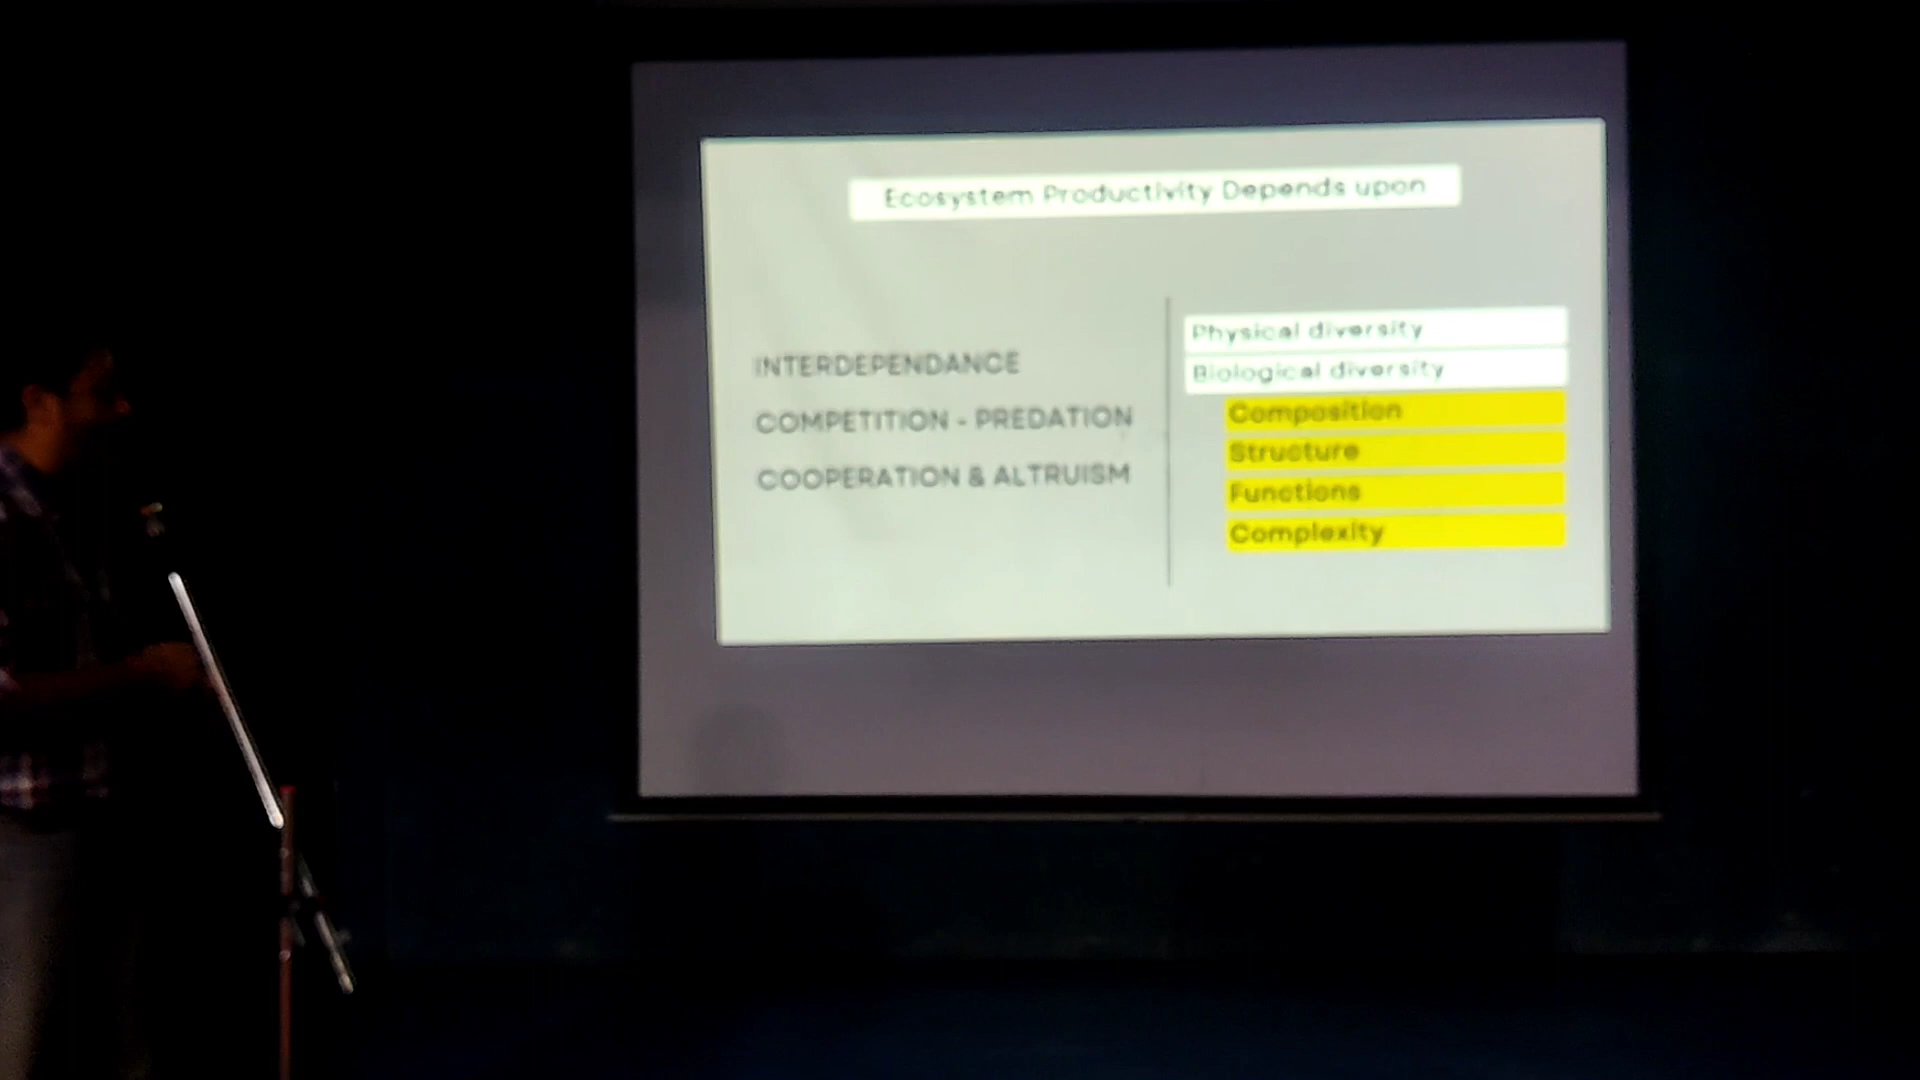 Ecosystem Productivity Depends upon
INTERDEPENDANCE
COMPETITION - PREDATION
COOPERATION & ALTRUISM
Physical diversity
Biological diversity
Composition
Structure
Functions
Complexity